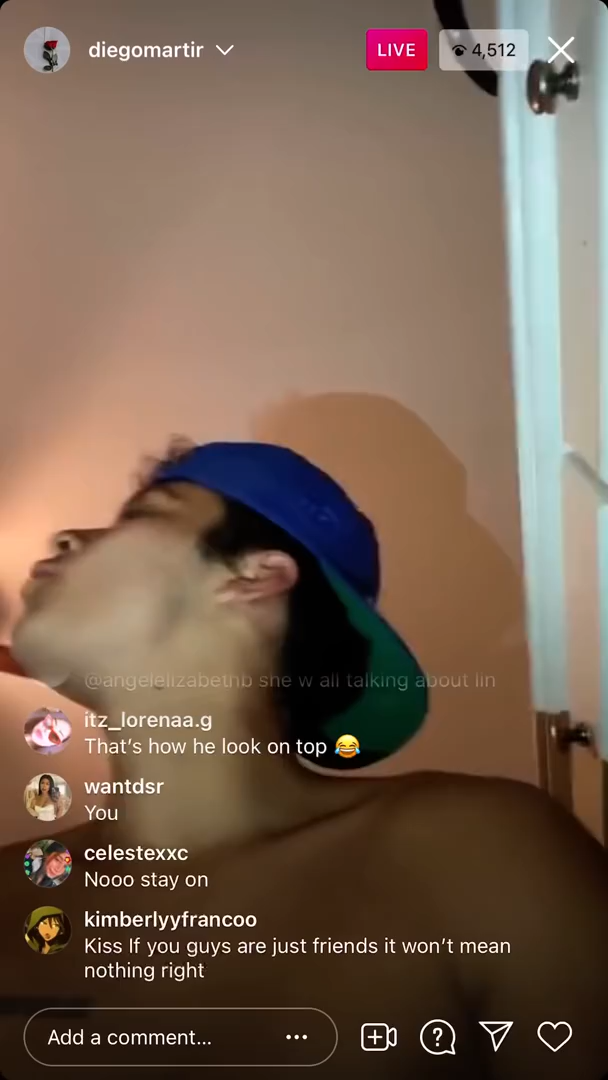 diegomartir
LIVE
4,512
@angelelizabethb she w all talking about lin
itz_lorenaa.g
That's how he look on top 😂
wantdsr
You
celestexxc
Nooo stay on
kimberlyyfrancoo
Kiss If you guys are just friends it won't mean
nothing right
Add a comment...